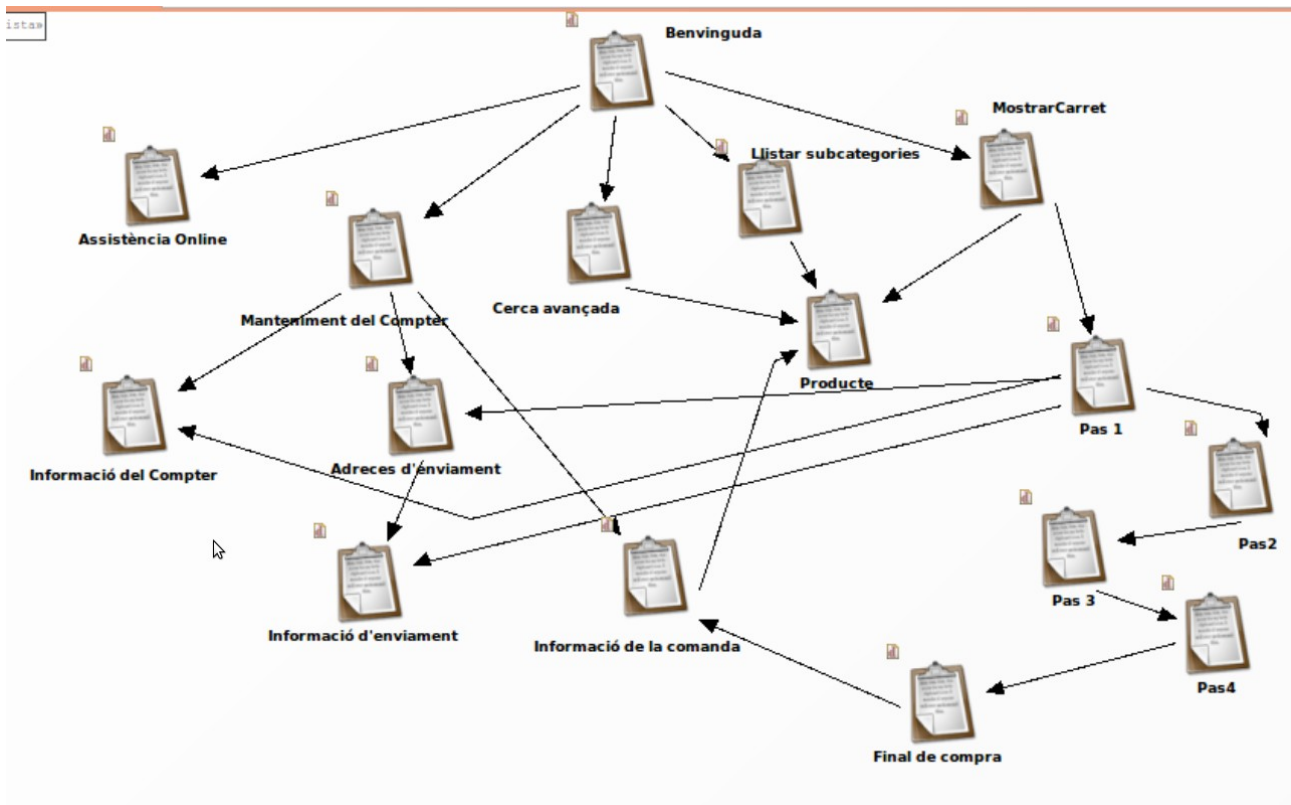 ista»
Benvinguda
MostrarCarret
Llistar subcategories
Assistència Online
Cerca avançada
Manteniment del Compter
Producte
Pas 1
Informació del Compter
Adreces d'enviament
Pas2
Pas 3
Informació d'enviament
Informació de la comanda
Pas4
Final de compra